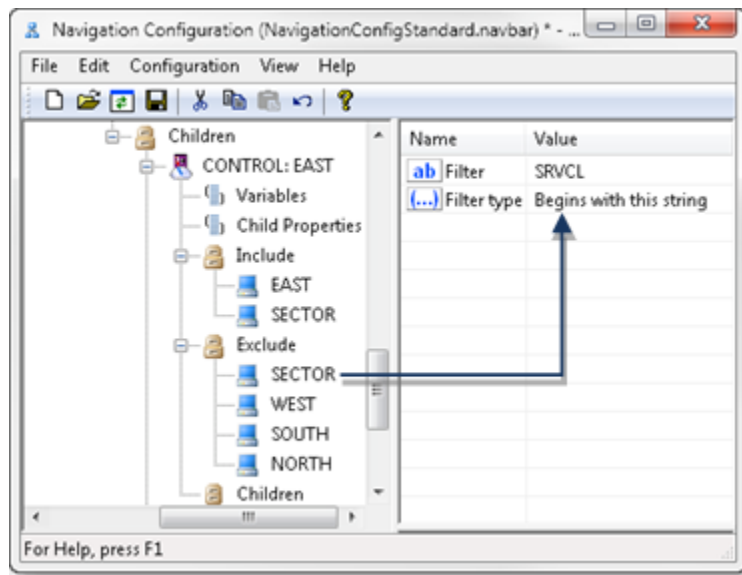 Navigation Configuration (NavigationConfigStandard.navbar) * - ...
File Edit Configuration View Help
Children
CONTROL: EAST
Variables
Child Properties
Include
EAST
SECTOR
Exclude
SECTOR
WEST
SOUTH
NORTH
Children
Name Value
ab Filter SRVCL
(...) Filter type Begins with this string
For Help, press F1